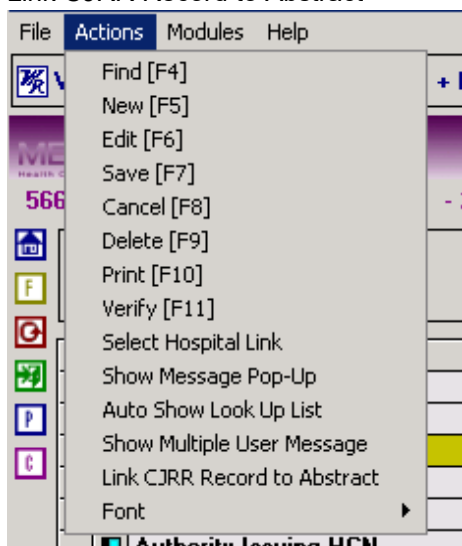 Link CJRR Record to Abstract
File Actions Modules Help
Find [F4]
New [F5]
Edit [F6]
Save [F7]
Cancel [F8]
Delete [F9]
Print [F10]
Verify [F11]
Select Hospital Link
Show Message Pop-Up
Auto Show Look Up List
Show Multiple User Message
Link CJRR Record to Abstract
Font
566
F
P
C
Authority Issuing HCN